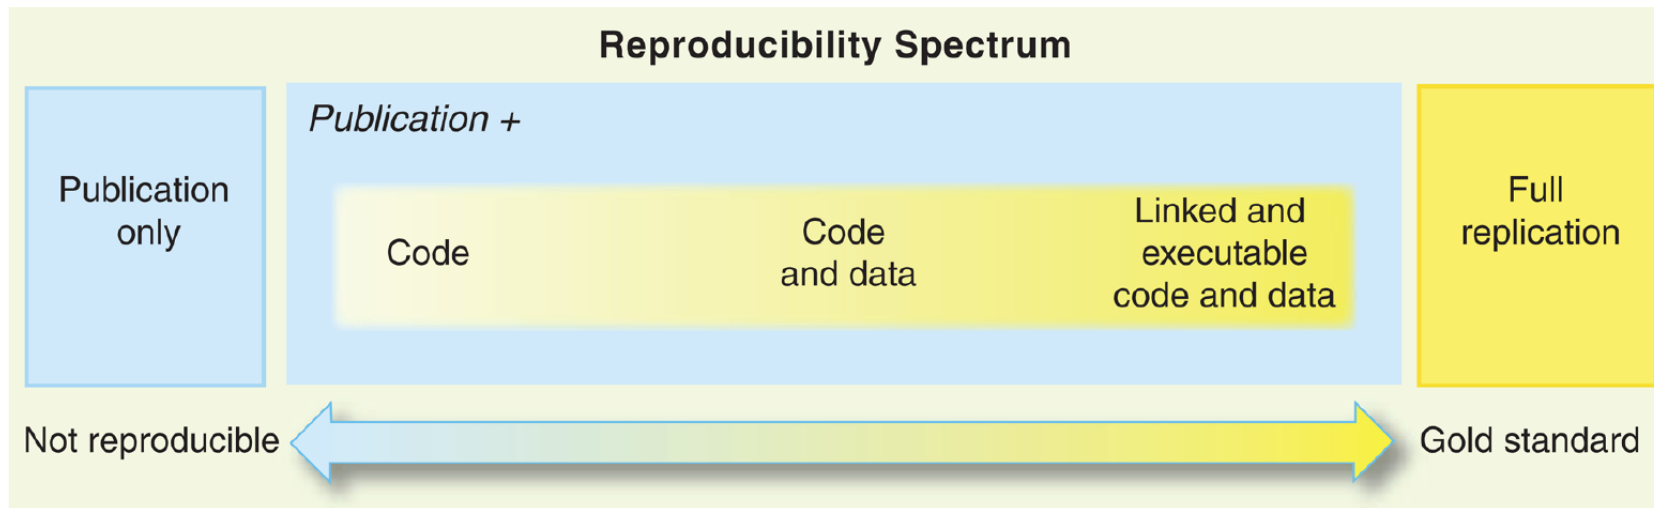 Reproducibility Spectrum
Publication
only
Publication +
Code
Code
and data
Linked and
executable
code and data
Full
replication
Not reproducible
Gold standard